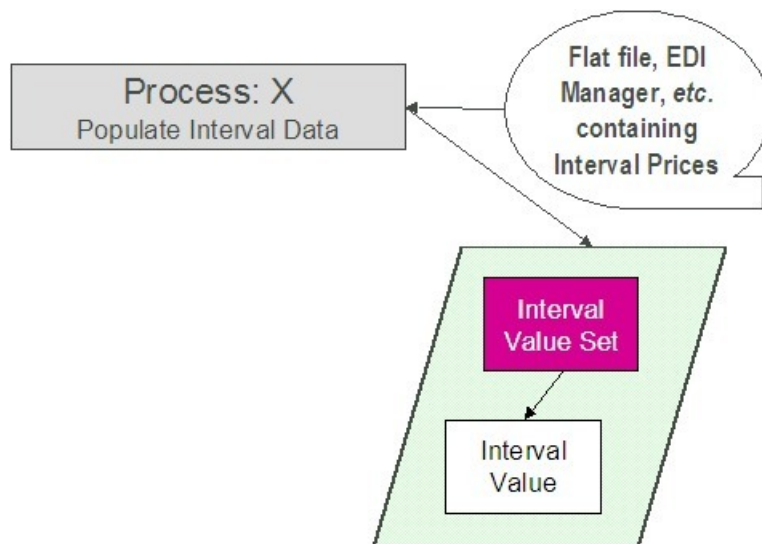 Process: X
Populate Interval Data
Flat file, EDI
Manager, etc.
containing
Interval Prices
Interval
Value Set
Interval
Value